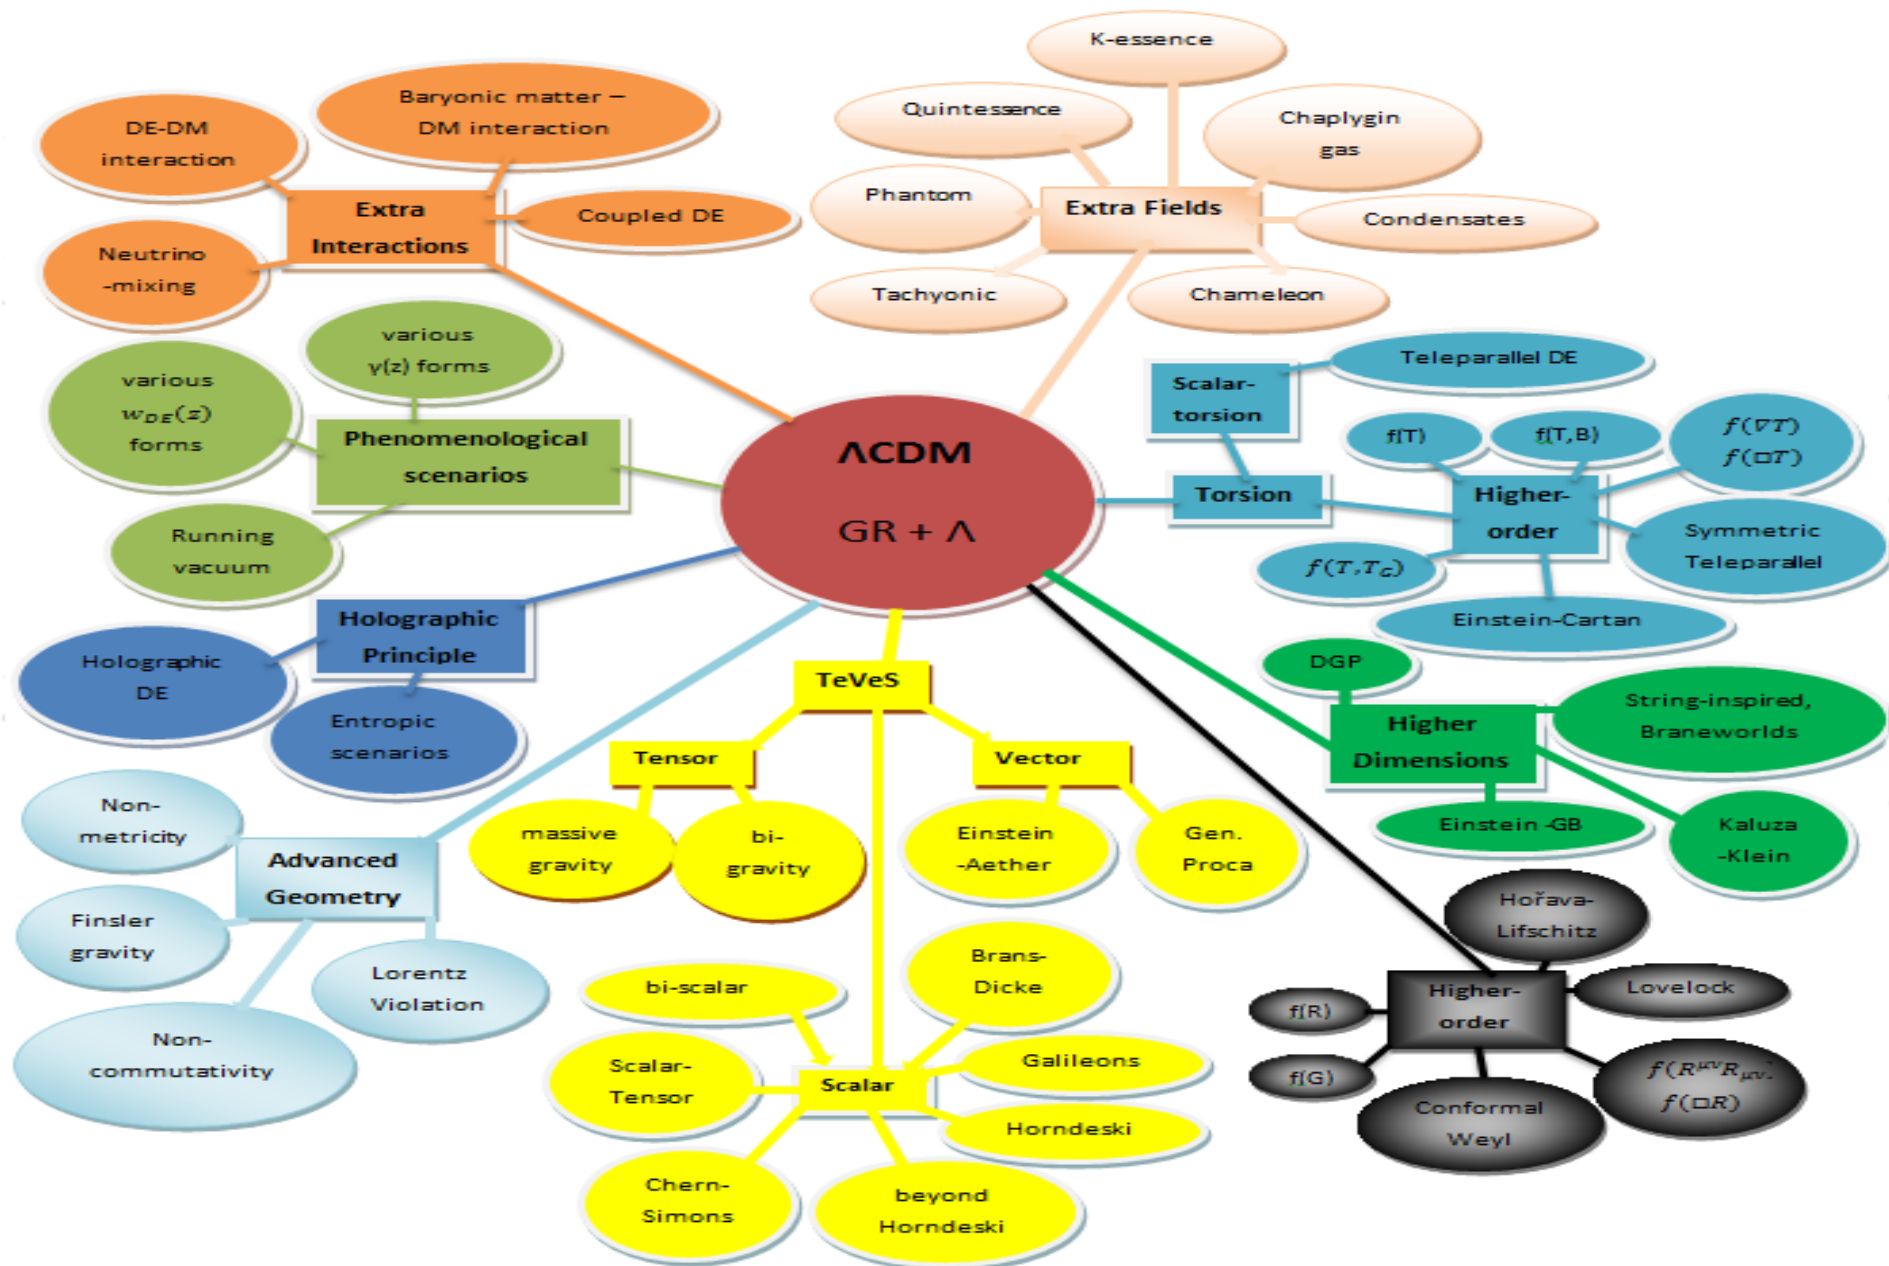 K-essence
Quintessence
Chaplygin
gas
Phantom
Extra Fields
Condensates
Tachyonic
Chameleon
Baryonic matter –
DM interaction
DE-DM
interaction
Extra
Interactions
Coupled DE
Neutrino
-mixing
various
γ(z) forms
various
w_{DE}(z)
forms
Phenomenological
scenarios
Running
vacuum
ΛCDM
GR + Λ
Scalar-
torsion
Teleparallel DE
Torsion
f(T)
f(T,B)
f(∇T)
f(□T)
Higher-
order
Symmetric
Teleparallel
f(T,T_G)
Einstein-Cartan
Holographic
Principle
Holographic
DE
Entropic
scenarios
DGP
String-inspired,
Braneworlds
Higher
Dimensions
Einstein -GB
Kaluza
-Klein
TeVeS
Tensor
Vector
massive
gravity
bi-
gravity
Einstein
-Aether
Gen.
Proca
Non-
metricity
Advanced
Geometry
Finsler
gravity
Lorentz
Violation
Non-
commutativity
bi-scalar
Brans-
Dicke
Scalar-
Tensor
Scalar
Galileons
Horndeski
Chern-
Simons
beyond
Horndeski
Hořava-
Lifschitz
Higher-
order
Lovelock
f(R)
f(G)
Conformal
Weyl
f(R^{μν}R_{μν}
f(□R)